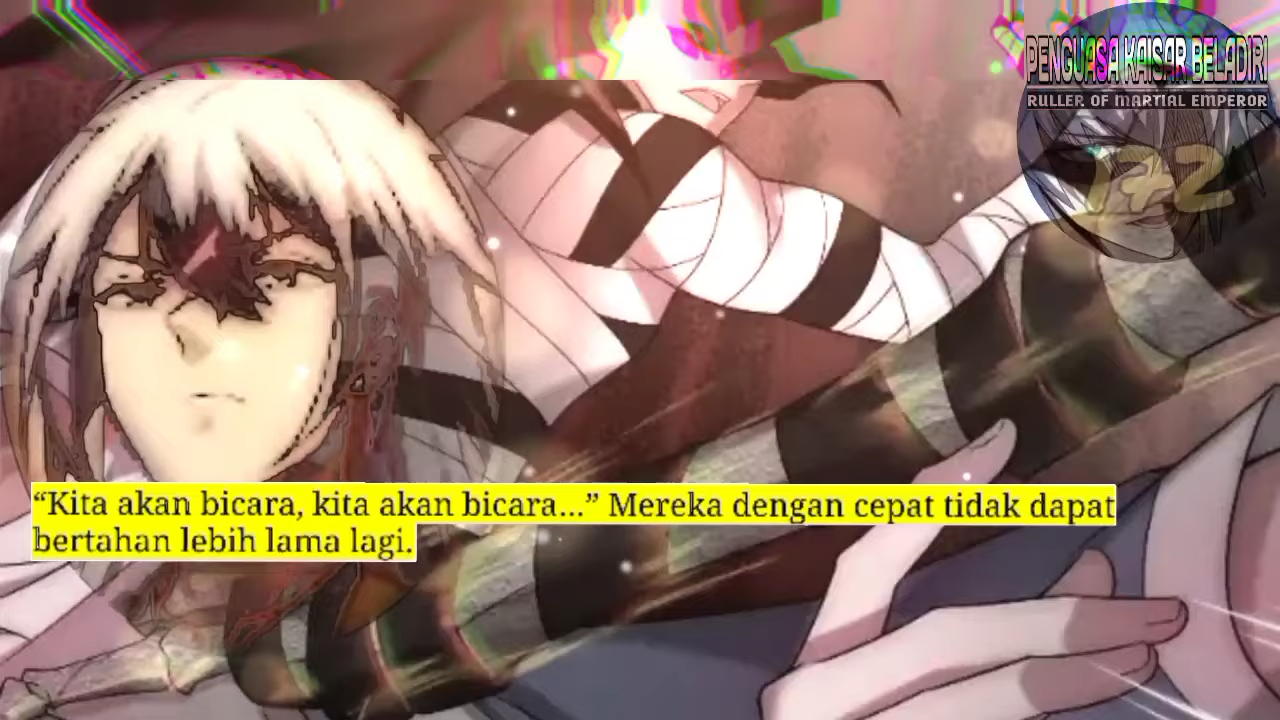 PENGUASA KAISAR BELADIRI
RULLER OF MARTIAL EMPEROR
172
“Kita akan bicara, kita akan bicara...” Mereka dengan cepat tidak dapat
bertahan lebih lama lagi.